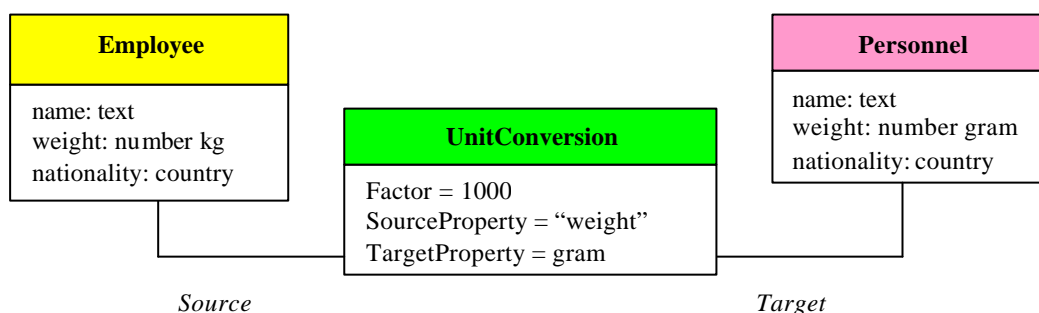 Employee
name: text
weight: number kg
nationality: country
UnitConversion
Factor = 1000
SourceProperty = “weight”
TargetProperty = gram
Personnel
name: text
weight: number gram
nationality: country
Source
Target